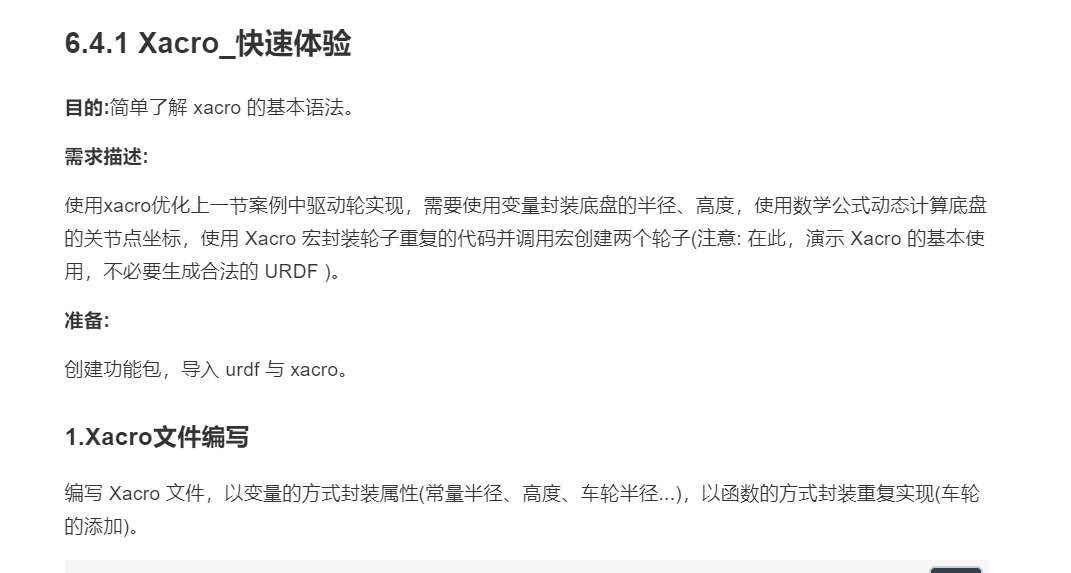 6.4.1 Xacro_快速体验
目的:简单了解 xacro 的基本语法。
需求描述:
使用xacro优化上一节案例中驱动轮实现，需要使用变量封装底盘的半径、高度，使用数学公式动态计算底盘
的关节点坐标，使用 Xacro 宏封装轮子重复的代码并调用宏创建两个轮子(注意: 在此，演示 Xacro 的基本使
用，不必要生成合法的 URDF )。
准备:
创建功能包，导入 urdf 与 xacro。
1.Xacro文件编写
编写 Xacro 文件，以变量的方式封装属性(常量半径、高度、车轮半径...)，以函数的方式封装重复实现(车轮
的添加)。